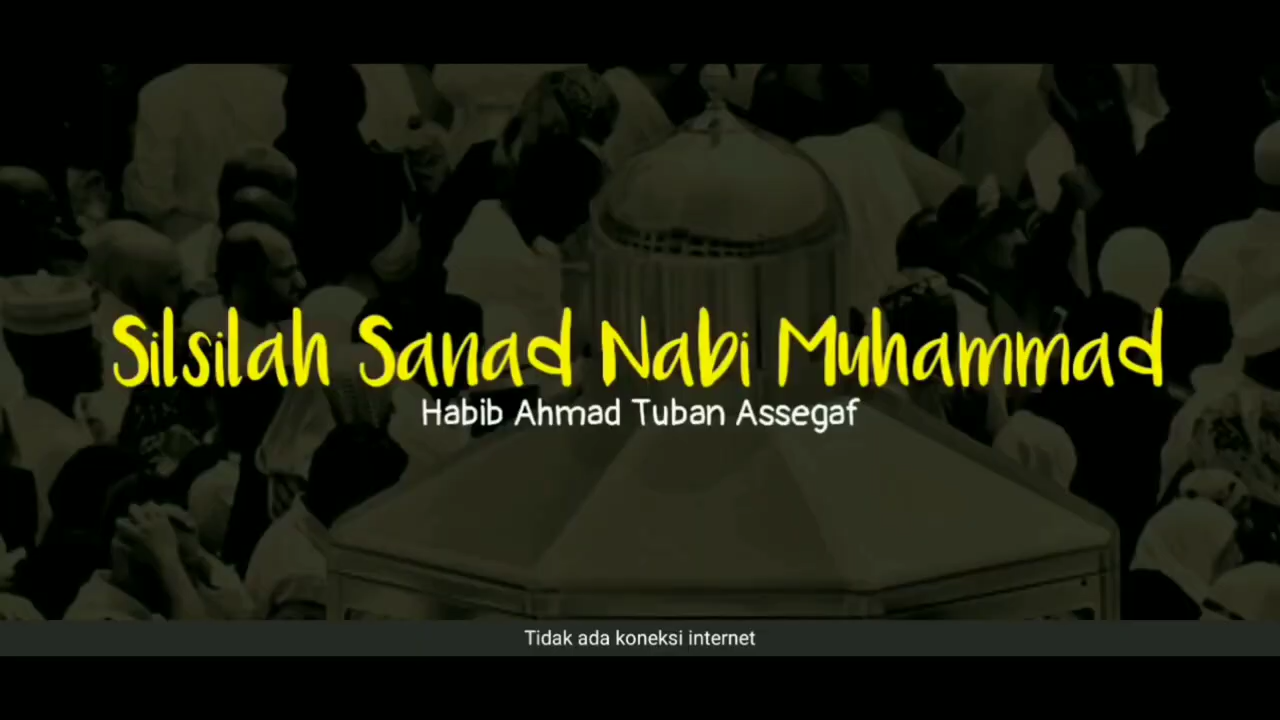 Silsilah Sanad Nabi Muhammad
Habib Ahmad Tuban Assegaf
Tidak ada koneksi internet